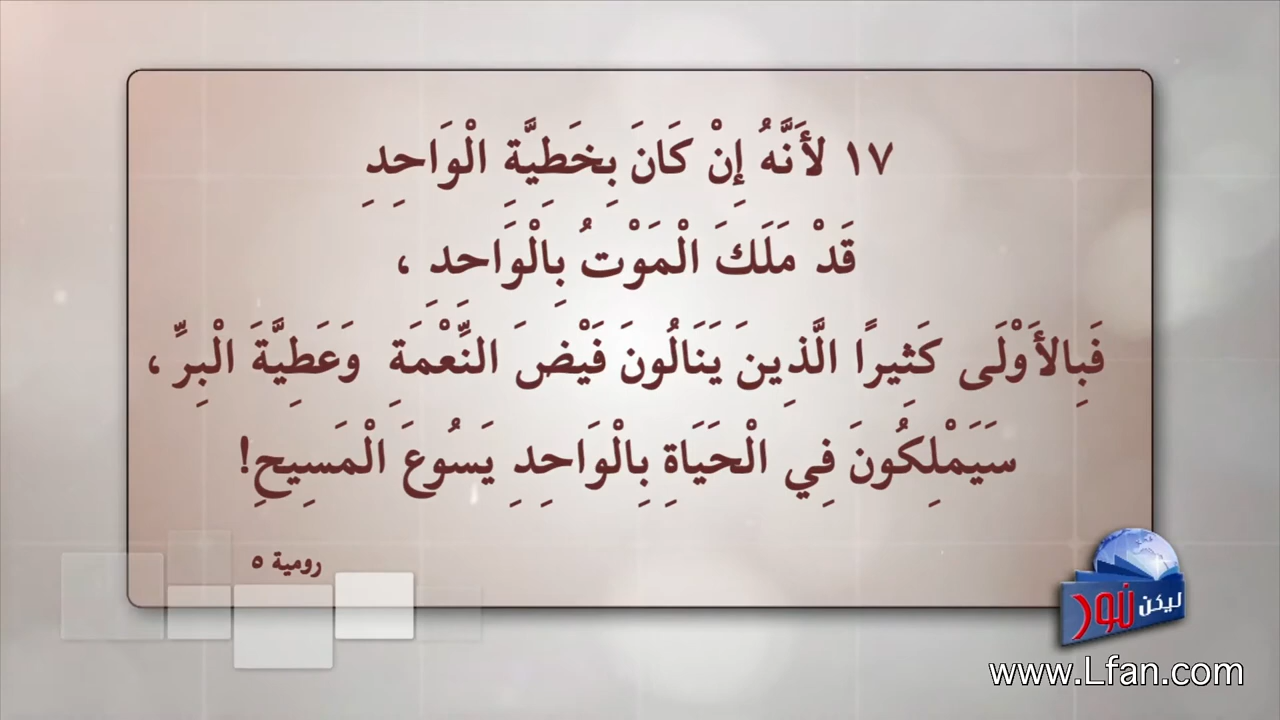 ١٧ لأَنَّهُ إِنْ كَانَ بِخَطِيَّةِ الْوَاحِدِ
قَدْ مَلَكَ الْمَوْتُ بِالْوَاحدِ ،
فَبِالأَوْلَى كَثِيرًا الَّذِينَ يَنَالُونَ فَيْضَ النِّعْمَةِ وَعَطِيَّةَ الْبِرِّ ،
سَيَمْلِكُونَ فِي الْحَيَاةِ بِالْوَاحِدِ يَسُوعَ الْمَسِيحِ!
رومية ٥
ليكن نور
www.Lfan.com